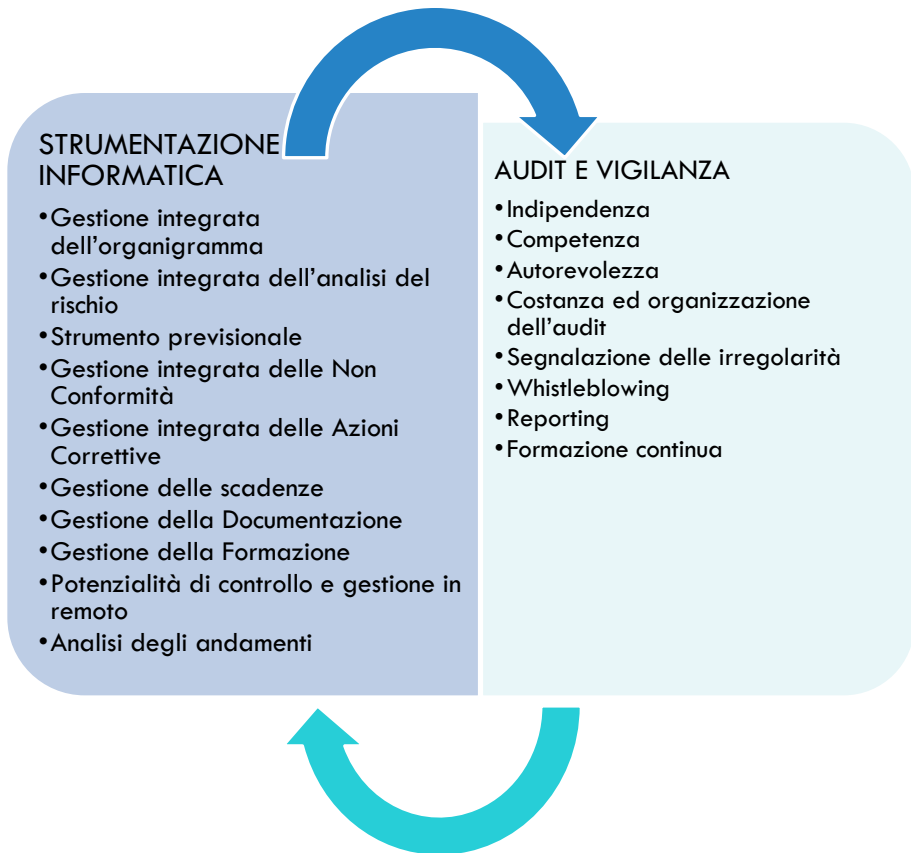 STRUMENTAZIONE
INFORMATICA
•Gestione integrata
dell'organigramma
•Gestione integrata dell'analisi del
rischio
•Strumento previsionale
•Gestione integrata delle Non
Conformità
•Gestione integrata delle Azioni
Correttive
•Gestione delle scadenze
•Gestione della Documentazione
•Gestione della Formazione
•Potenzialità di controllo e gestione in
remoto
•Analisi degli andamenti
AUDIT E VIGILANZA
•Indipendenza
•Competenza
•Autorevolezza
•Costanza ed organizzazione
dell'audit
•Segnalazione delle irregolarità
•Whistleblowing
•Reporting
•Formazione continua